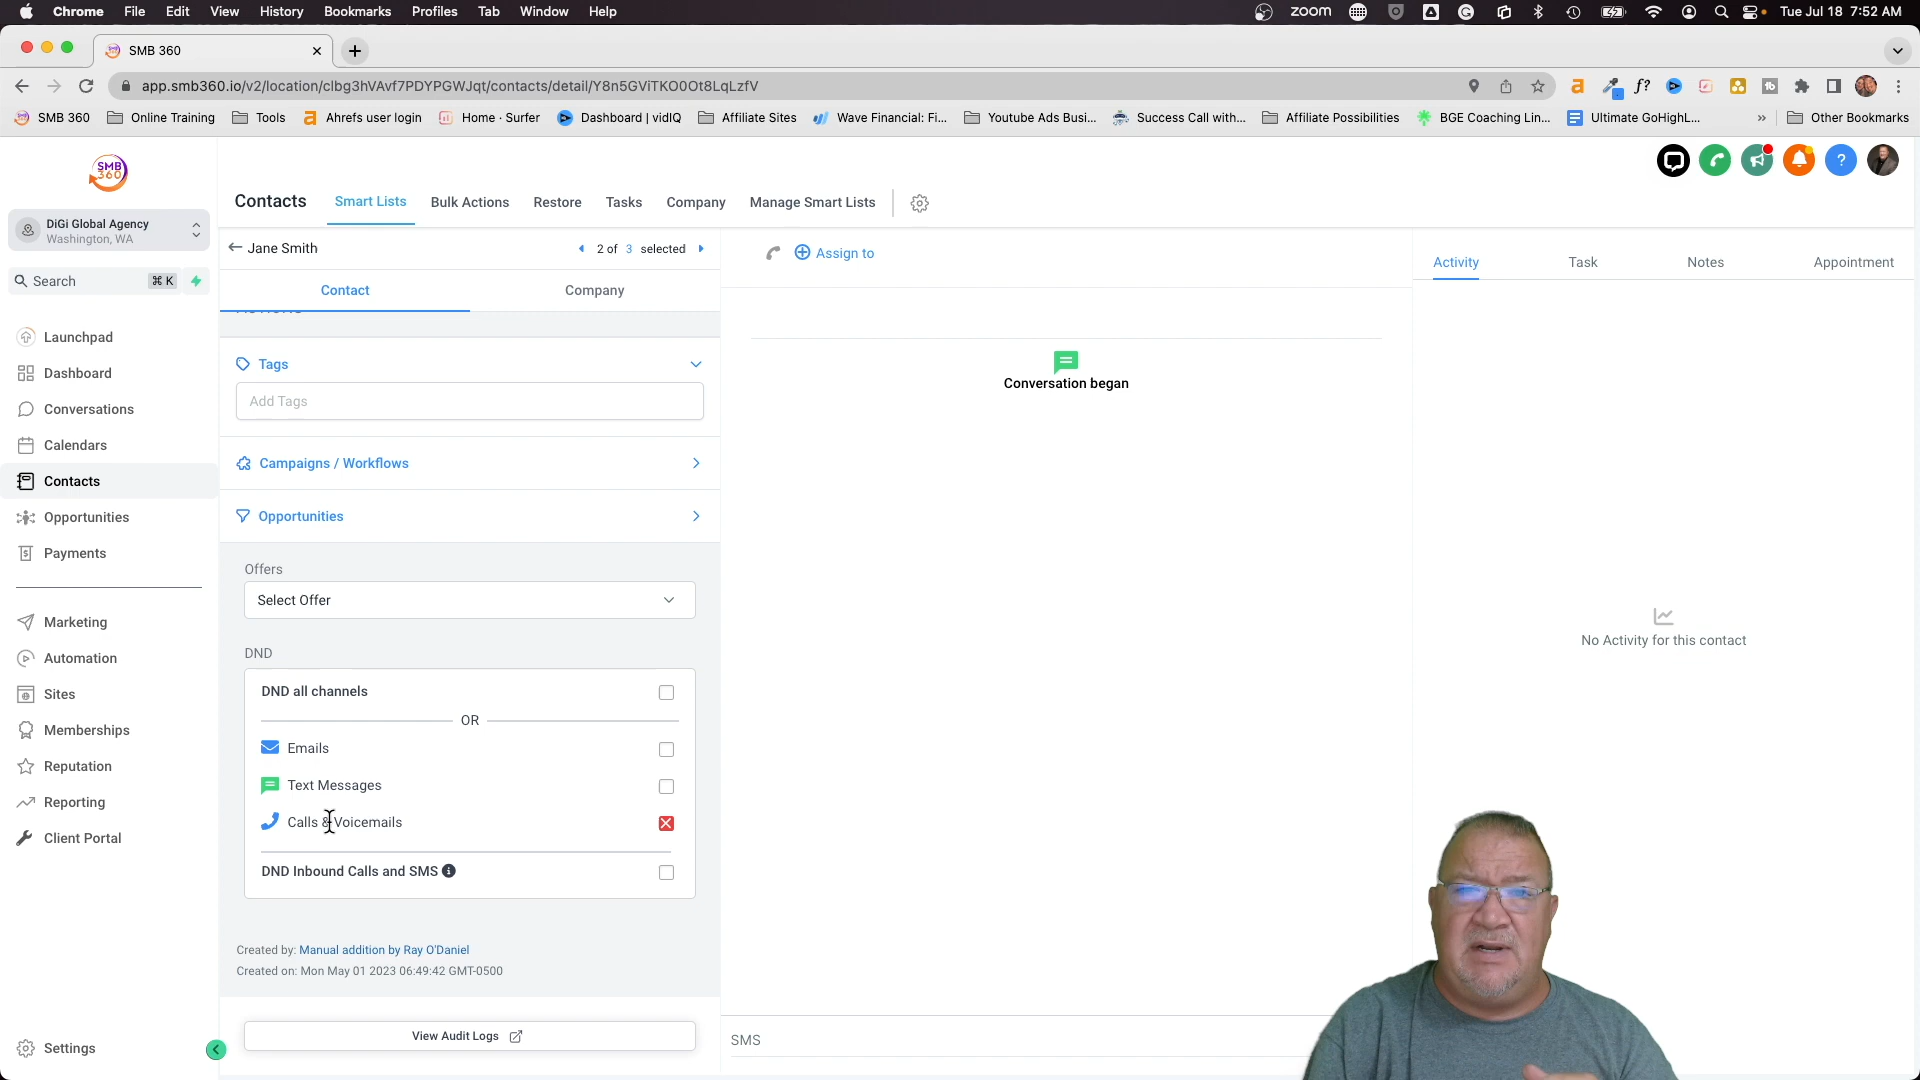 Chrome File Edit View History Bookmarks Profiles Tab Window Help
zoom
Tue Jul 18 7:52 AM
SMB 360
app.smb360.io/v2/location/clbg3hVAvf7PDYPGWJqt/contacts/detail/Y8n5GViTKO0Ot8LqLzfV
f?
SMB 360 Online Training Tools Ahrefs user login Home · Surfer Dashboard | vidIQ Affiliate Sites Wave Financial: Fi... Youtube Ads Busi... Success Call with... Affiliate Possibilities BGE Coaching Lin... Ultimate GoHighL... » Other Bookmarks
SMB
360
DiGi Global Agency
Washington, WA
Search ⌘ K
Launchpad
Dashboard
Conversations
Calendars
Contacts
Opportunities
Payments
Marketing
Automation
Sites
Memberships
Reputation
Reporting
Client Portal
Settings
Contacts Smart Lists Bulk Actions Restore Tasks Company Manage Smart Lists
Jane Smith 2 of 3 selected
Contact Company
Tags
Add Tags
Campaigns / Workflows
Opportunities
Offers
Select Offer
DND
DND all channels
OR
Emails
Text Messages
Calls & Voicemails
DND Inbound Calls and SMS
Created by: Manual addition by Ray O'Daniel
Created on: Mon May 01 2023 06:49:42 GMT-0500
View Audit Logs
Assign to
Conversation began
SMS
Activity Task Notes Appointment
No Activity for this contact